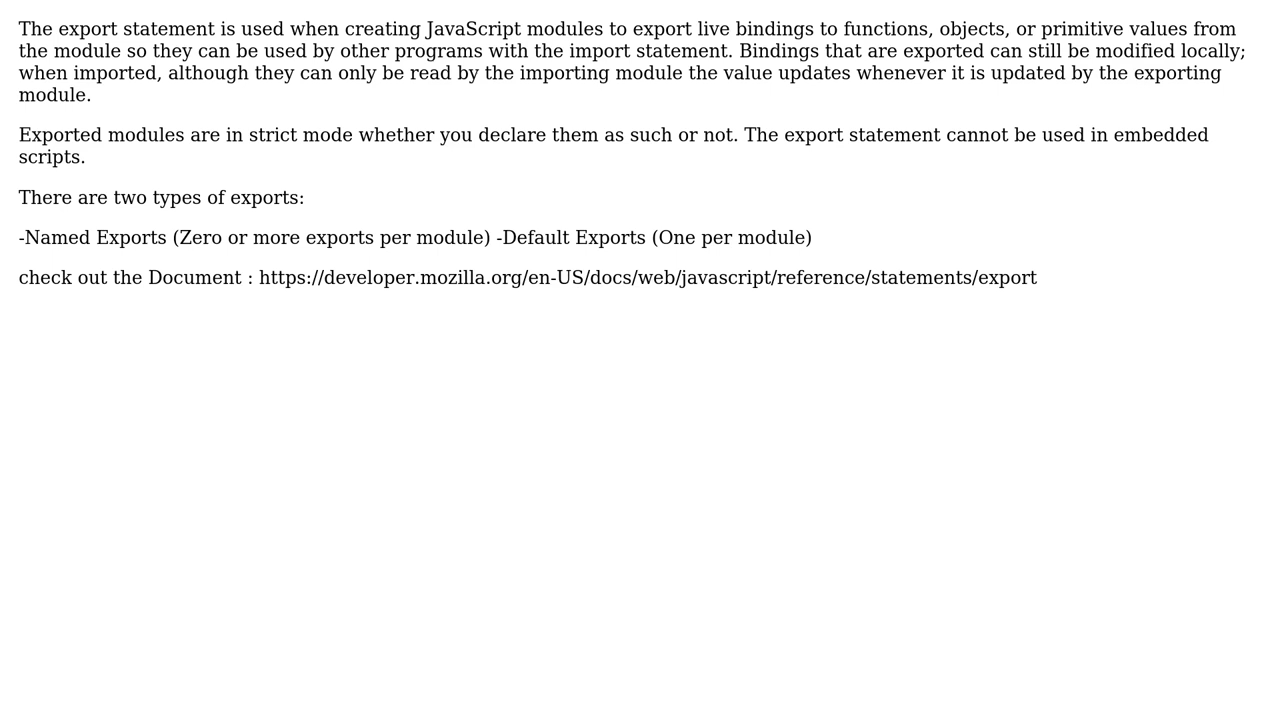 The export statement is used when creating JavaScript modules to export live bindings to functions, objects, or primitive values from
the module so they can be used by other programs with the import statement. Bindings that are exported can still be modified locally;
when imported, although they can only be read by the importing module the value updates whenever it is updated by the exporting
module.
Exported modules are in strict mode whether you declare them as such or not. The export statement cannot be used in embedded
scripts.
There are two types of exports:
-Named Exports (Zero or more exports per module) -Default Exports (One per module)
check out the Document : https://developer.mozilla.org/en-US/docs/web/javascript/reference/statements/export